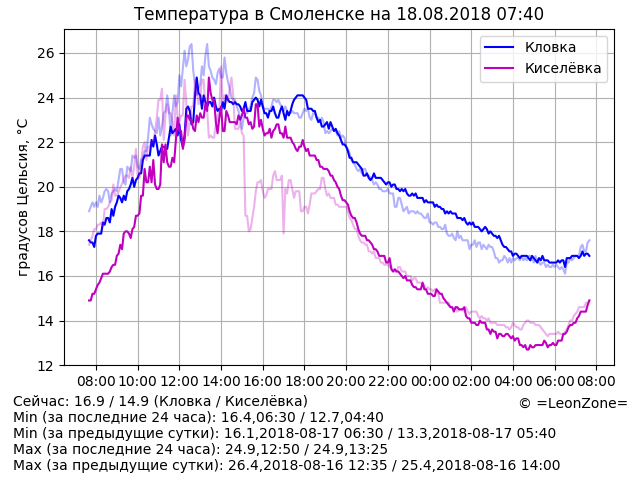 Температура в Смоленске на 18.08.2018 07:40
Кловка
Киселёвка
градусов Цельсия, °C
26
24
22
20
18
16
14
12
08:00 10:00 12:00 14:00 16:00 18:00 20:00 22:00 00:00 02:00 04:00 06:00 08:00
Сейчас: 16.9 / 14.9 (Кловка / Киселёвка)
© =LeonZone=
Min (за последние 24 часа): 16.4,06:30 / 12.7,04:40
Min (за предыдущие сутки): 16.1,2018-08-17 06:30 / 13.3,2018-08-17 05:40
Max (за последние 24 часа): 24.9,12:50 / 24.9,13:25
Max (за предыдущие сутки): 26.4,2018-08-16 12:35 / 25.4,2018-08-16 14:00